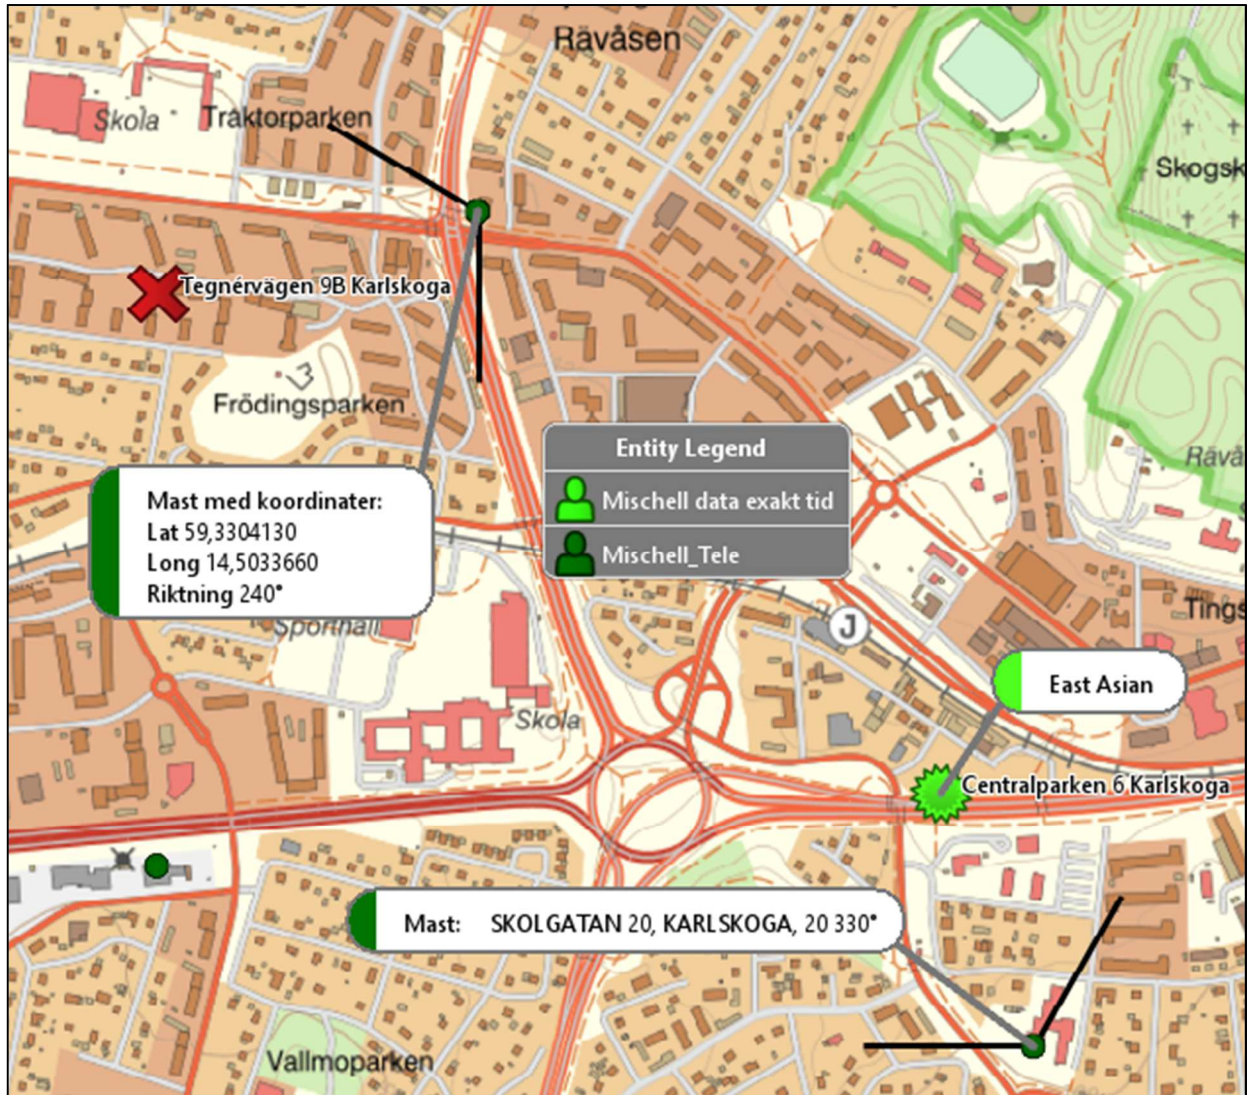 Rävåsen
Skola
Traktorparken
Skogsk
Tegnérvägen 9B Karlskoga
Frödingsparken
Entity Legend
Mischell data exakt tid
Mischell_Tele
Rävå
Mast med koordinater:
Lat 59,3304130
Long 14,5033660
Riktning 240°
Sporthall
J
Tings
East Asian
Skola
Centralparken 6 Karlskoga
Mast: SKOLGATAN 20, KARLSKOGA, 20 330°
Vallmoparken